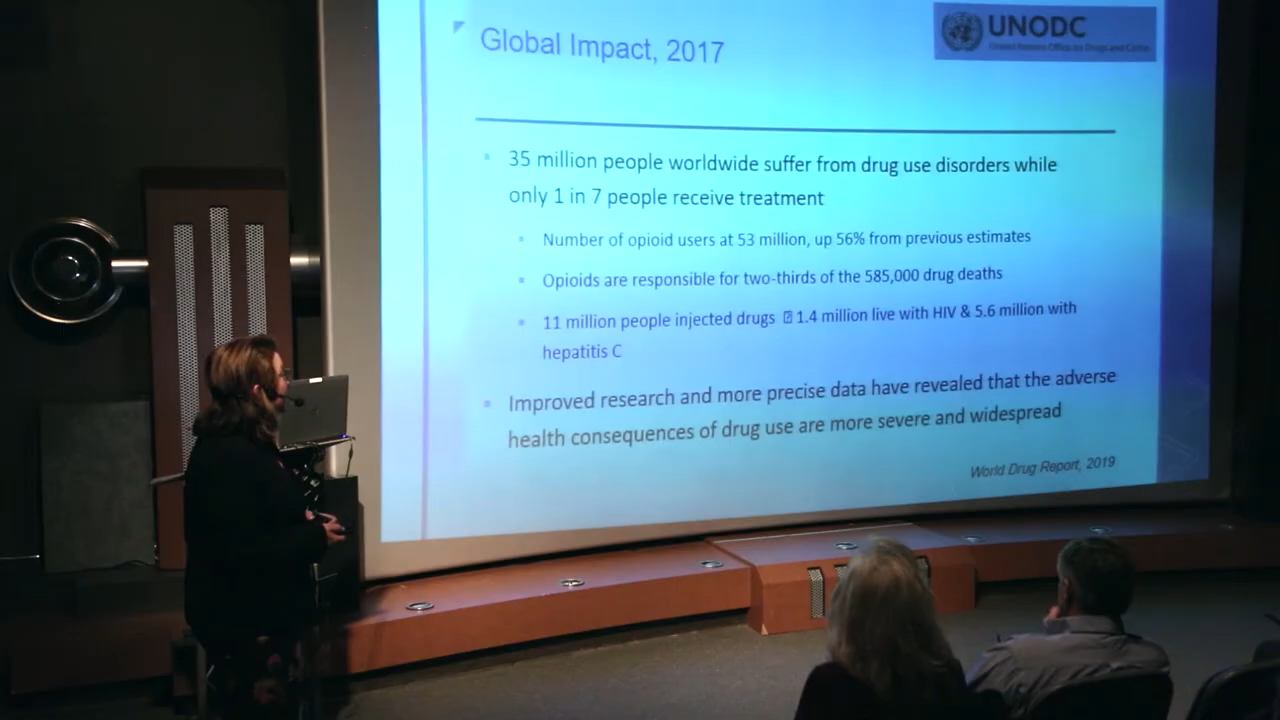 Global Impact, 2017
UNODC
United Nations Office on Drugs and Crime
35 million people worldwide suffer from drug use disorders while
only 1 in 7 people receive treatment
Number of opioid users at 53 million, up 56% from previous estimates
Opioids are responsible for two-thirds of the 585,000 drug deaths
11 million people injected drugs 1.4 million live with HIV & 5.6 million with
hepatitis C
Improved research and more precise data have revealed that the adverse
health consequences of drug use are more severe and widespread
World Drug Report, 2019